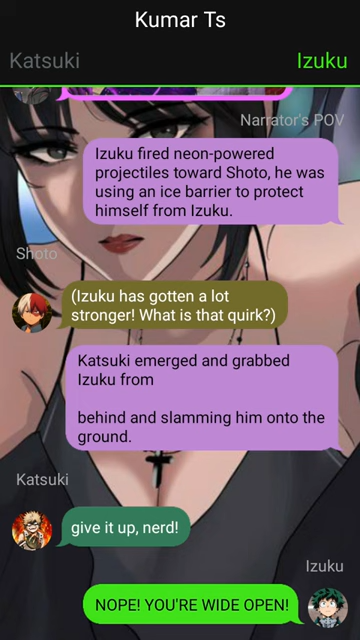 Kumar Ts
Katsuki
Izuku
Narrator's POV
Izuku fired neon-powered
projectiles toward Shoto, he was
using an ice barrier to protect
himself from Izuku.
Shoto
(Izuku has gotten a lot
stronger! What is that quirk?)
Katsuki emerged and grabbed
Izuku from
behind and slamming him onto the
ground.
Katsuki
give it up, nerd!
Izuku
NOPE! YOU'RE WIDE OPEN!